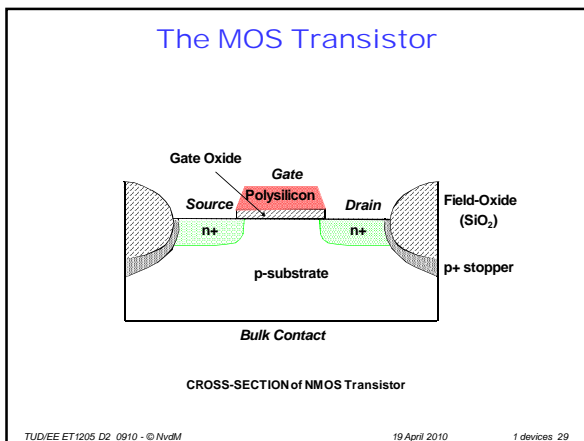 The MOS Transistor
Gate Oxide
Gate
Polysilicon
Source
Drain
Field-Oxide
(SiO₂)
n+
n+
p-substrate
p+ stopper
Bulk Contact
CROSS-SECTION of NMOS Transistor
TUD/EE ET1205 D2 0910 - © NvdM
19 April 2010
1 devices 29